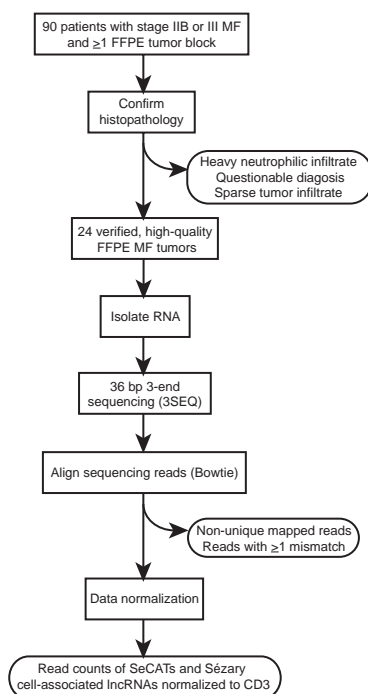 90 patients with stage IIB or III MF
and ≥1 FFPE tumor block
Confirm
histopathology
Heavy neutrophilic infiltrate
Questionable diagosis
Sparse tumor infiltrate
24 verified, high-quality
FFPE MF tumors
Isolate RNA
36 bp 3-end
sequencing (3SEQ)
Align sequencing reads (Bowtie)
Non-unique mapped reads
Reads with ≥1 mismatch
Data normalization
Read counts of SeCATs and Sézary
cell-associated lncRNAs normalized to CD3